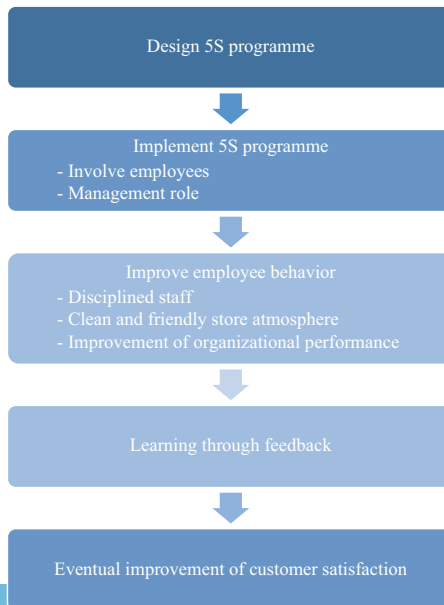 Design 5S programme
Implement 5S programme
- Involve employees
- Management role
Improve employee behavior
- Disciplined staff
- Clean and friendly store atmosphere
- Improvement of organizational performance
Learning through feedback
Eventual improvement of customer satisfaction